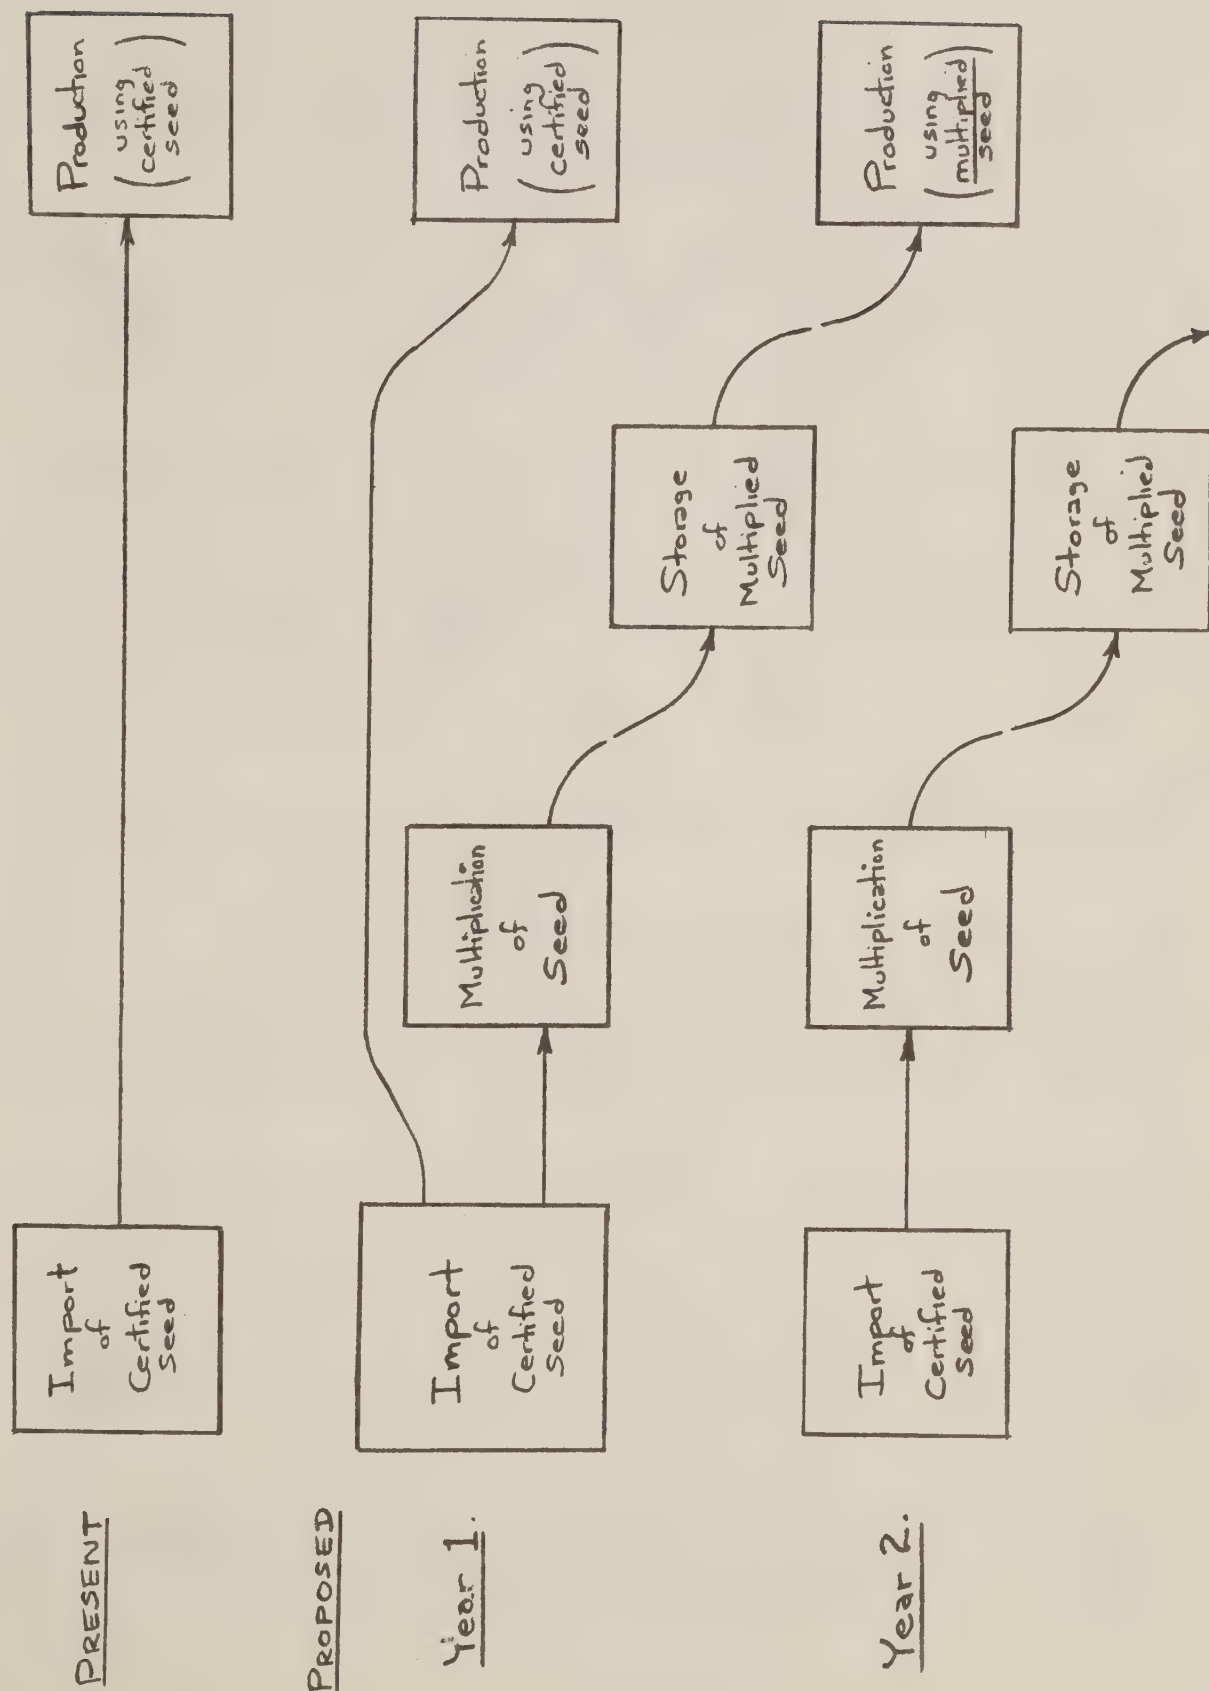 PRESENT
Import
of
Certified
Seed
Production
(using
certified
seed)
PROPOSED
Year 1.
Import
of
Certified
Seed
Multiplication
of
Seed
Production
(using
certified
seed)
Storage
of
Multiplied
Seed
Year 2.
Import
of
Certified
Seed
Multiplication
of
Seed
Production
(using
multiplied
seed)
Storage
of
Multiplied
Seed